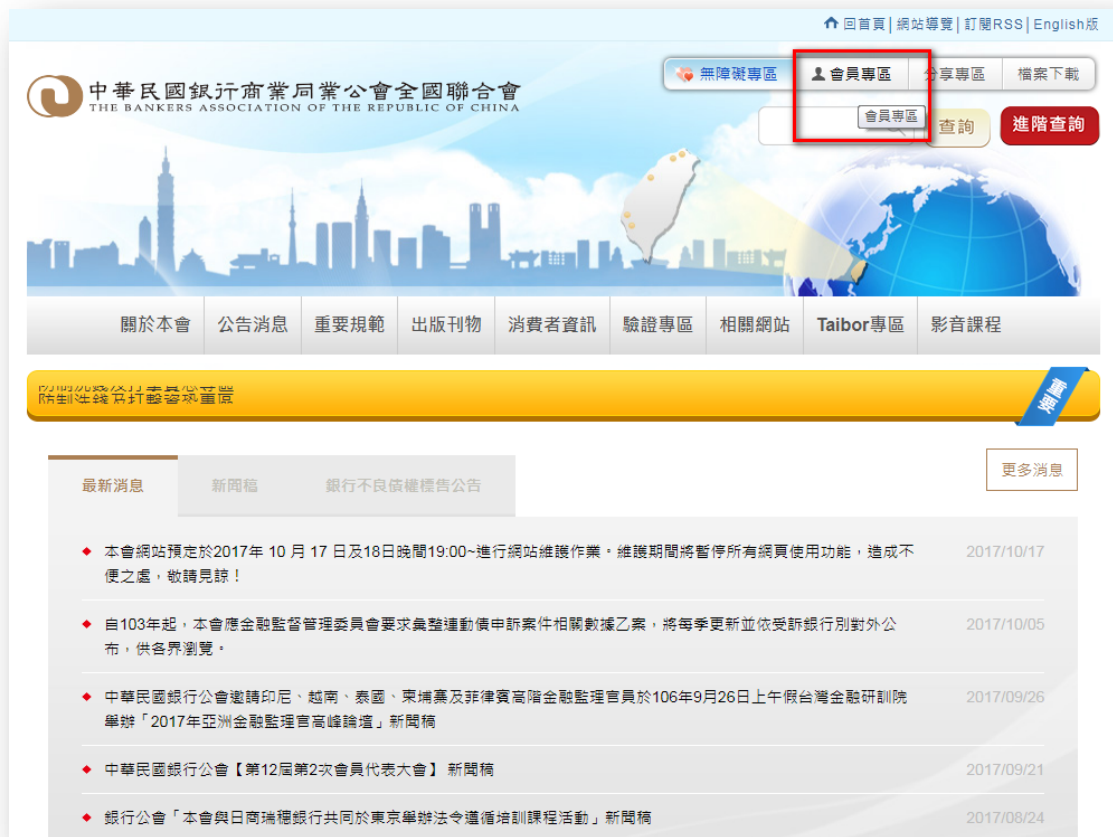 回首頁|網站導覽|訂閱RSS|English版
無障礙專區 會員專區 分享專區 檔案下載
中華民國銀行商業同業公會全國聯合會
THE BANKERS ASSOCIATION OF THE REPUBLIC OF CHINA
會員專區
查詢
進階查詢
關於本會 公告消息 重要規範 出版刊物 消費者資訊 驗證專區 相關網站 Taibor專區 影音課程
重要
更多消息
最新消息 新聞稿 銀行不良債權標售公告
本會網站預定於2017年 10 月 17 日及18日晚間19:00~進行網站維護作業。維護期間將暫停所有網頁使用功能，造成不 2017/10/17
便之處，敬請見諒！
自103年起，本會應金融監督管理委員會要求彙整連動債申訴案件相關數據乙案，將每季更新並依受訴銀行別對外公 2017/10/05
布，供各界瀏覽。
中華民國銀行公會邀請印尼、越南、泰國、柬埔寨及菲律賓高階金融監理官員於106年9月26日上午假台灣金融研訓院 2017/09/26
舉辦「2017年亞洲金融監理官高峰論壇」新聞稿
中華民國銀行公會【第12屆第2次會員代表大會】 新聞稿 2017/09/21
銀行公會「本會與日商瑞穗銀行共同於東京舉辦法令遵循培訓課程活動」新聞稿 2017/08/24